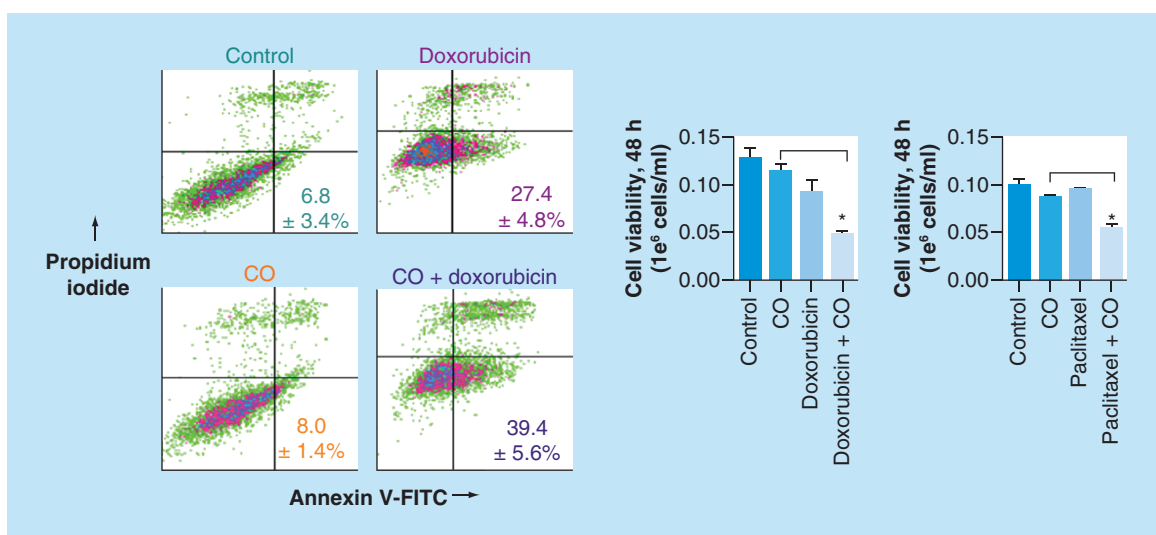 Control
Doxorubicin
6.8
± 3.4%
27.4
± 4.8%
CO
CO + doxorubicin
8.0
± 1.4%
39.4
± 5.6%
Propidium
iodide
Annexin V-FITC
Cell viability, 48 h
(1e⁶ cells/ml)
0.15
0.10
0.05
0.00
*
Control
CO
Doxorubicin
Doxorubicin + CO
Cell viability, 48 h
(1e⁶ cells/ml)
0.15
0.10
0.05
0.00
*
Control
CO
Paclitaxel
Paclitaxel + CO